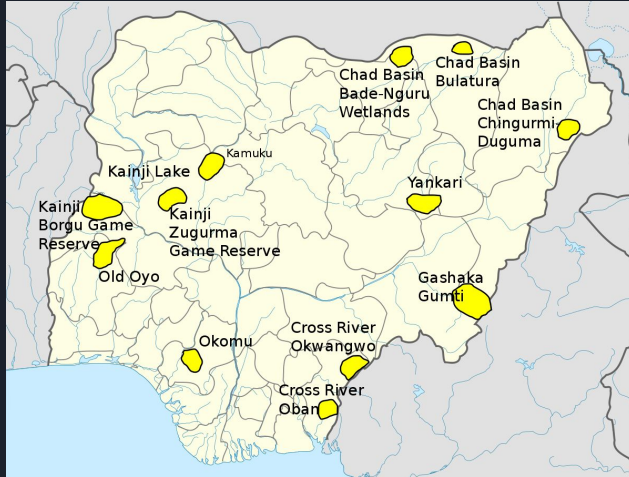 Chad Basin
Bade-Nguru
Wetlands
Chad Basin
Bulatura
Chad Basin
Chingurmi-
Duguma
Kamuku
Kainji Lake
Yankari
Kainji
Borgu Game
Reserve
Kainji
Zugurma
Game Reserve
Old Oyo
Gashaka
Gumti
Okomu
Cross River
Okwangwo
Cross River
Oban